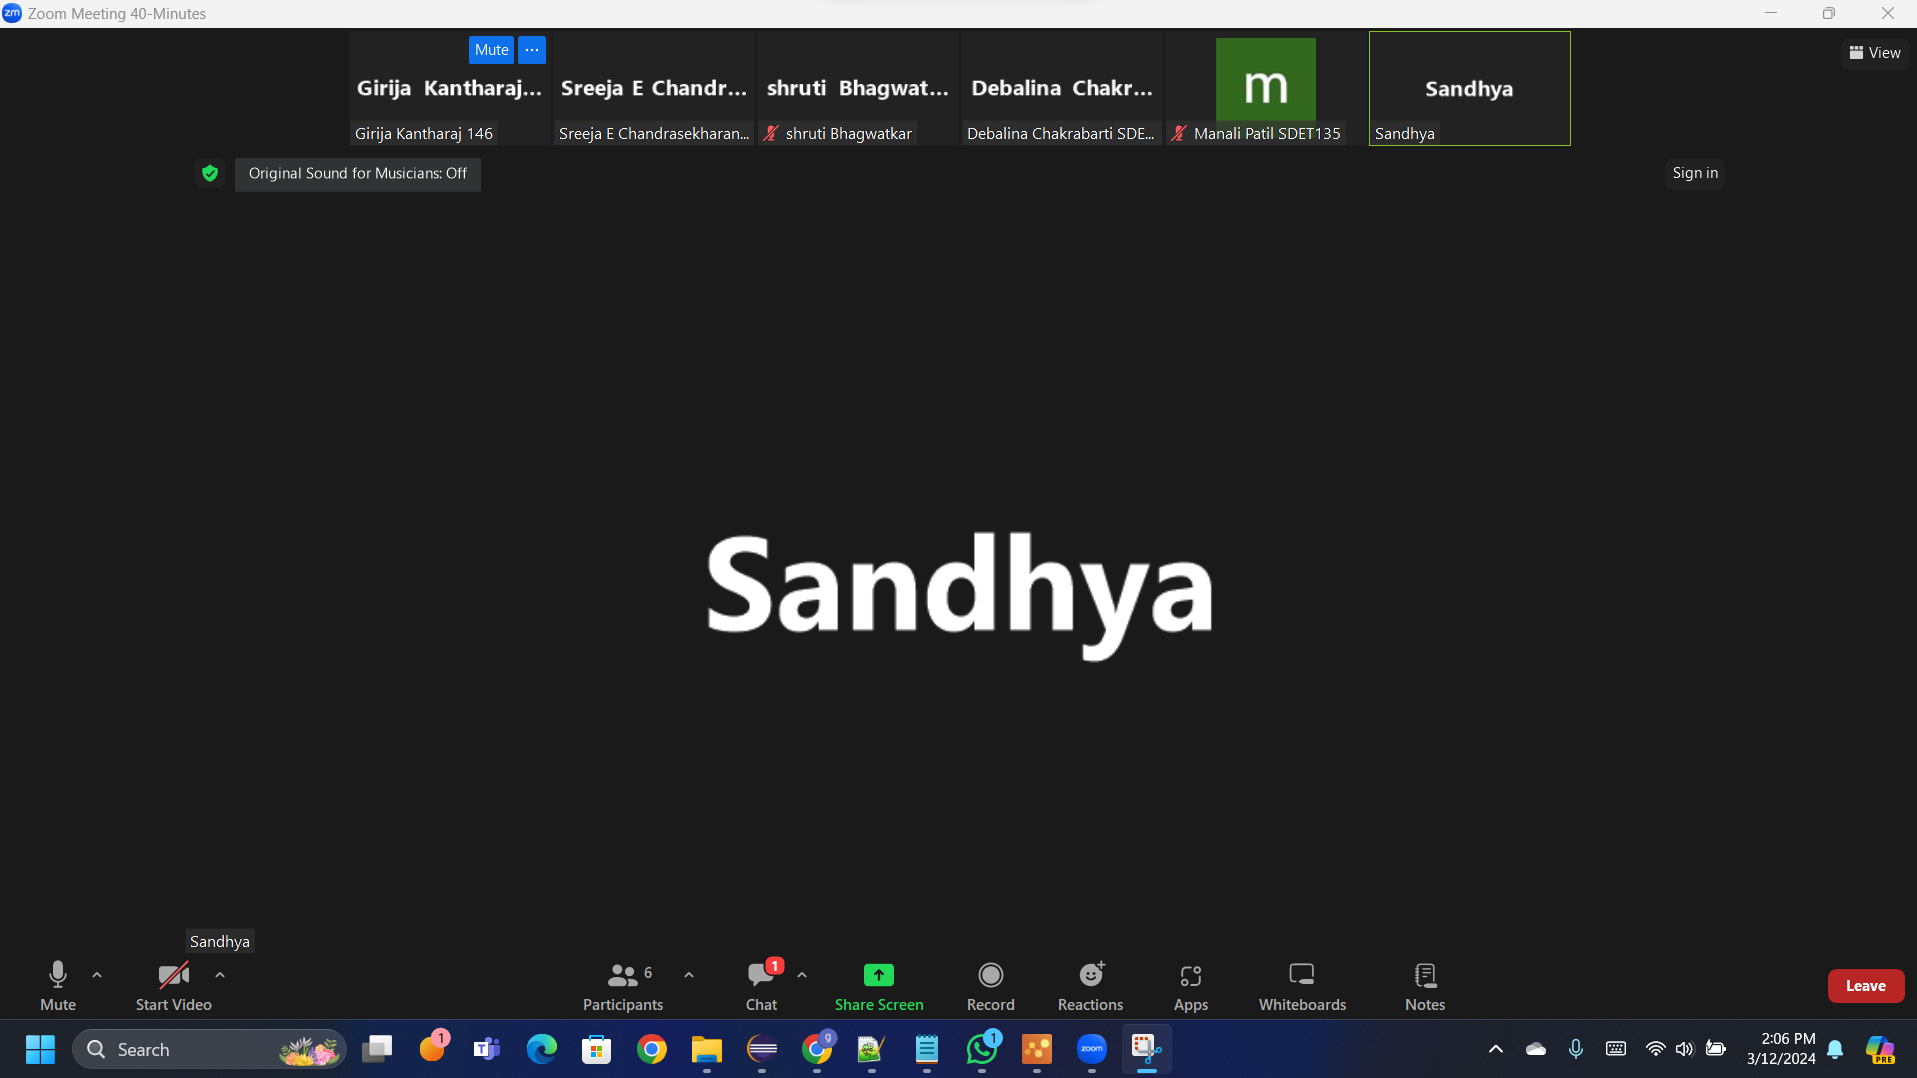 zm Zoom Meeting 40-Minutes
Mute ...
Girija Kantharaj...
Sreeja E Chandr...
shruti Bhagwat...
Debalina Chakr...
m
Sandhya
View
Girija Kantharaj 146
Sreeja E Chandrasekharan...
shruti Bhagwatkar
Debalina Chakrabarti SDE...
Manali Patil SDET135
Sandhya
Original Sound for Musicians: Off
Sign in
Sandhya
Sandhya
6
1
Mute
Start Video
Participants
Chat
Share Screen
Record
Reactions
Apps
Whiteboards
Notes
Leave
Search
1
T
g
1
zoom
2:06 PM
3/12/2024
PRE